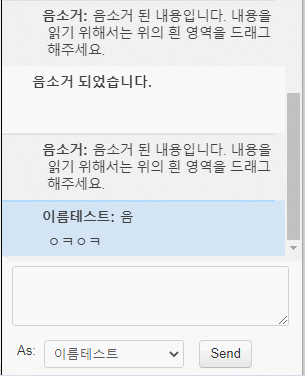 음소거: 음소거 된 내용입니다. 내용을
읽기 위해서는 위의 흰 영역을 드래그
해주세요.
음소거 되었습니다.
음소거: 음소거 된 내용입니다. 내용을
읽기 위해서는 위의 흰 영역을 드래그
해주세요.
이름테스트: 음
ㅇㅋㅇㅋ
As: 이름테스트 Send